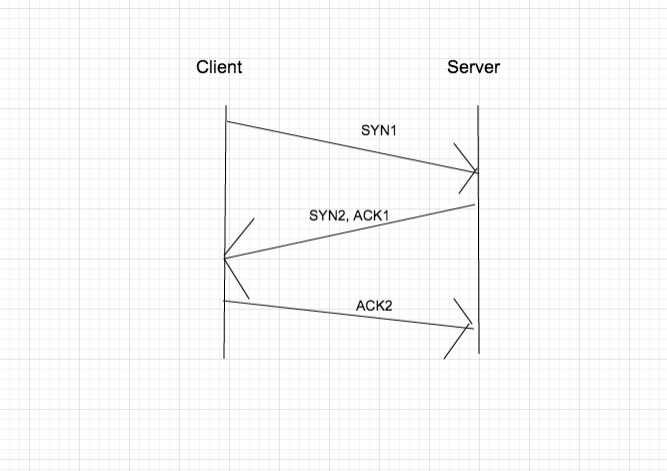 Client
Server
SYN1
SYN2, ACK1
ACK2